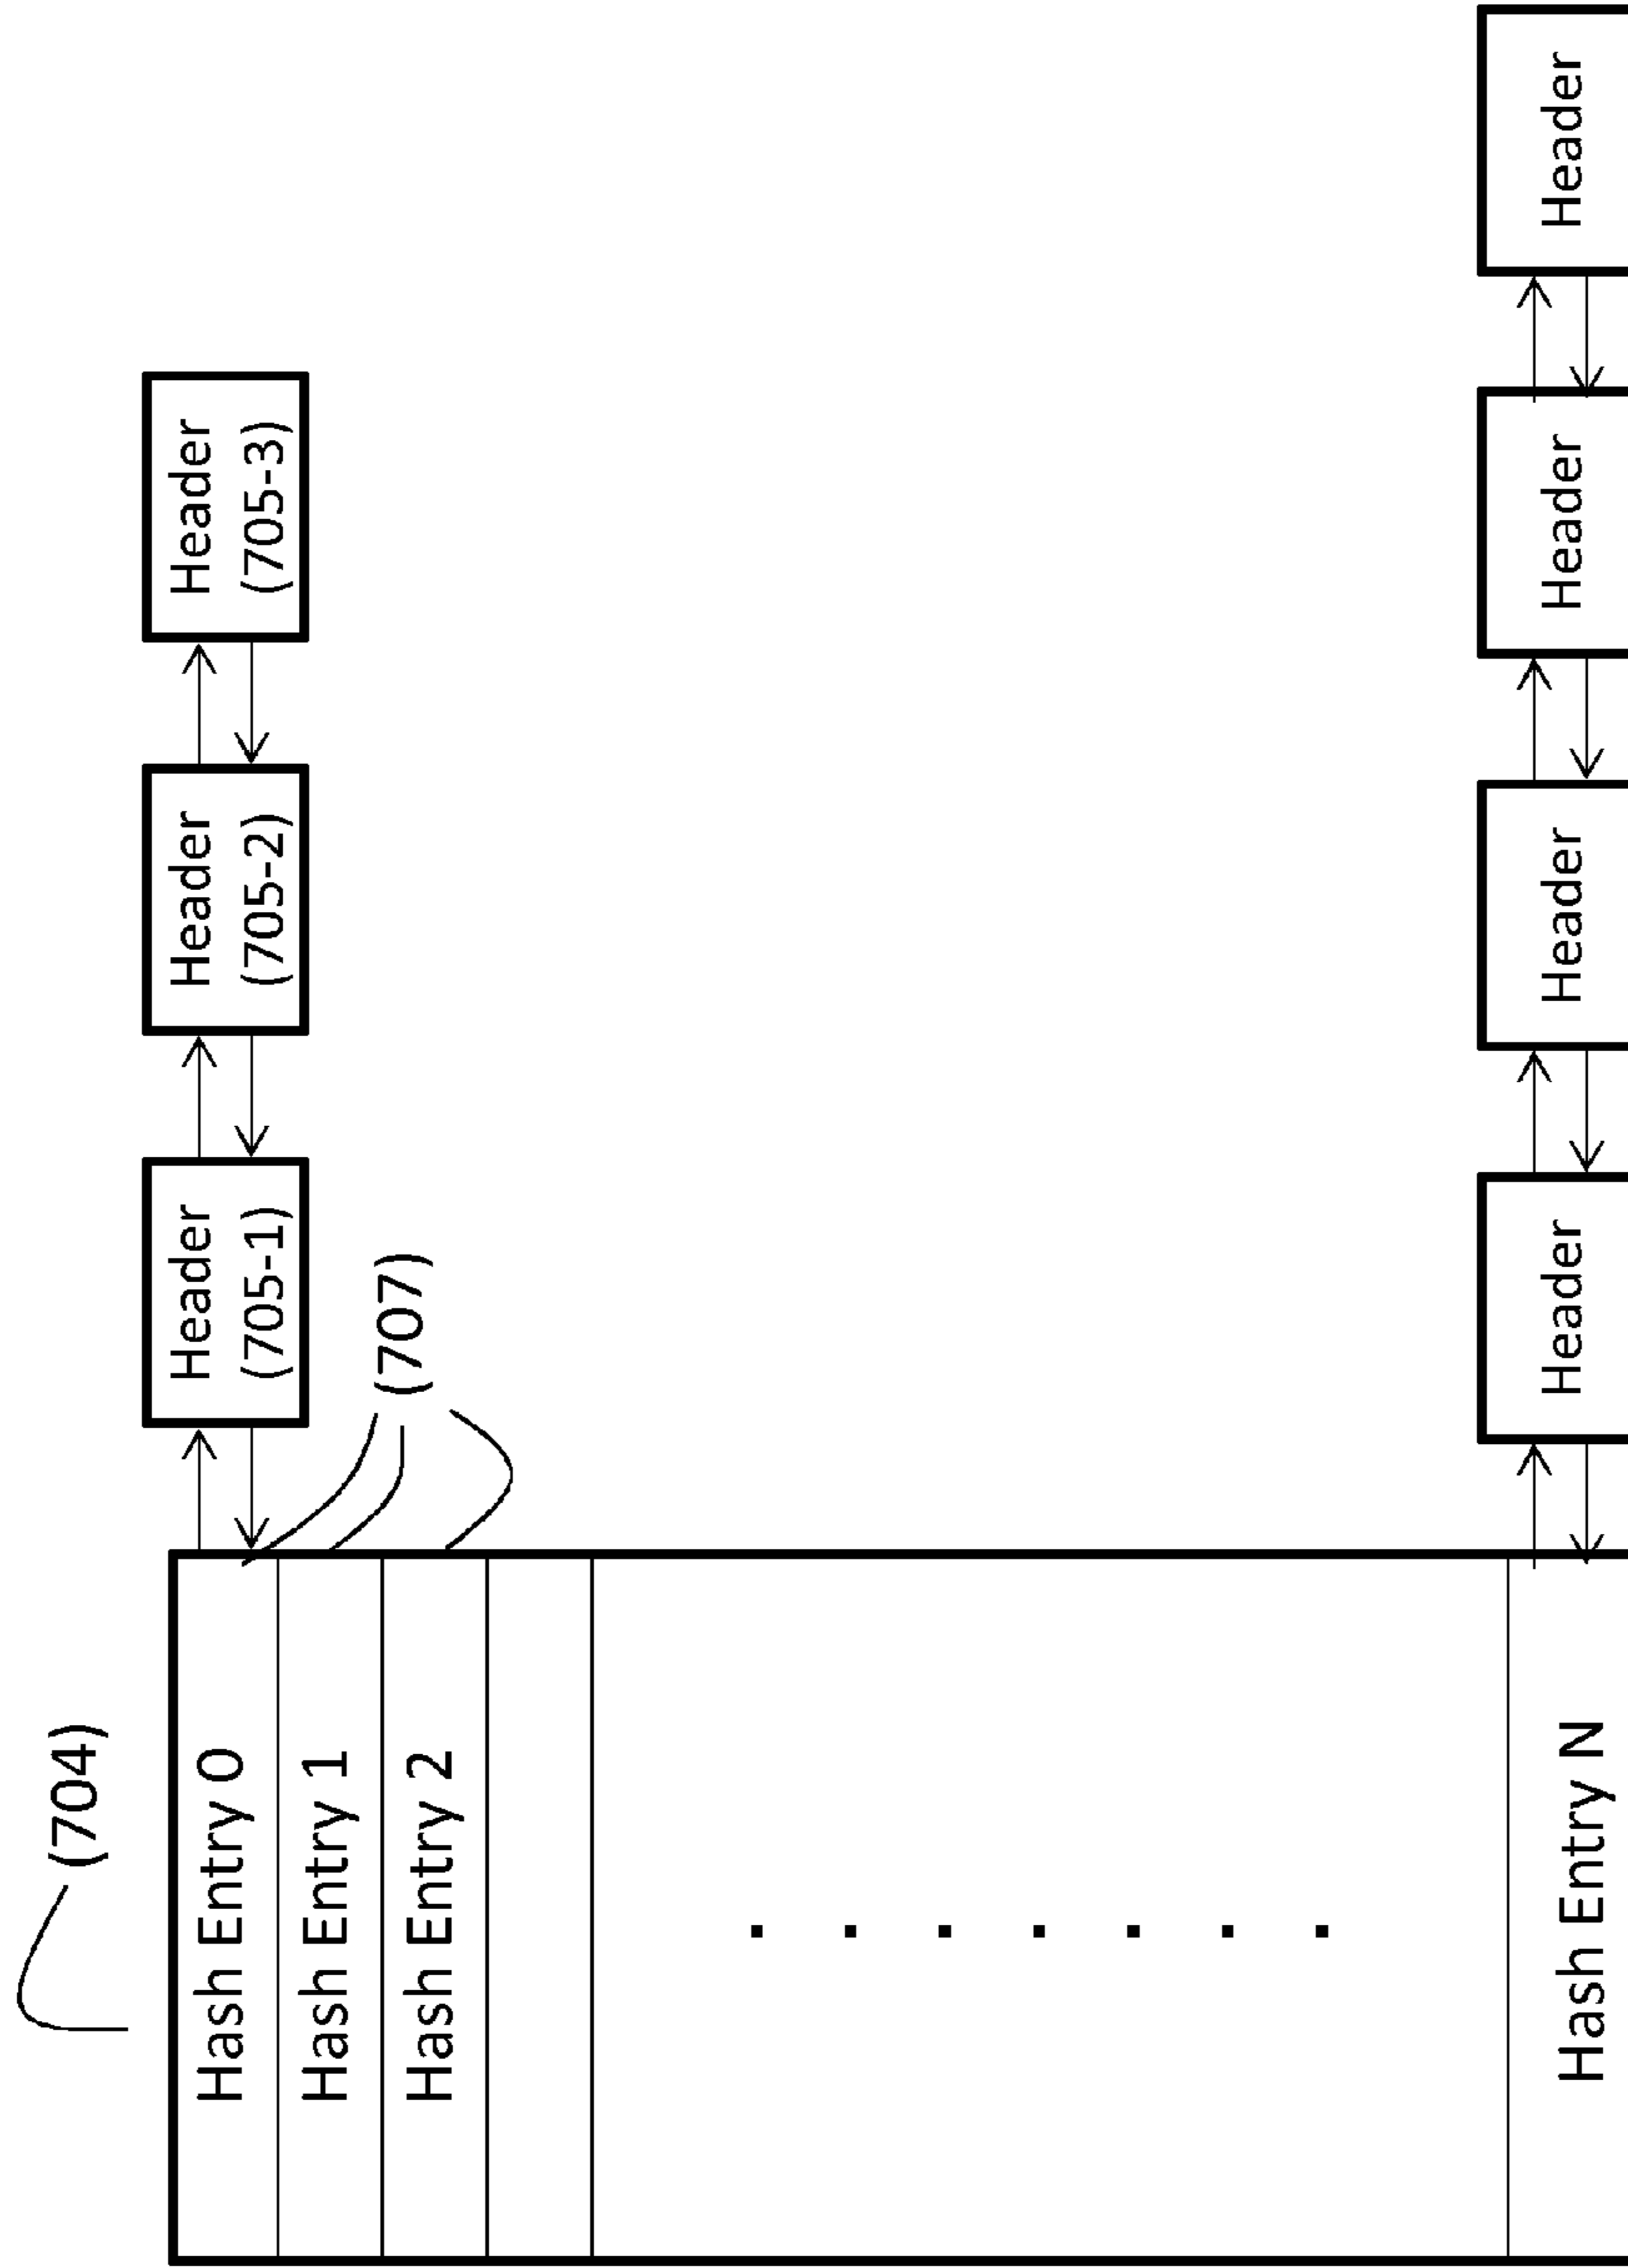 (704)
Hash Entry 0
Hash Entry 1
Hash Entry 2
.......
Hash Entry N
(707)
Header
(705-1)
Header
(705-2)
Header
(705-3)
Header
Header
Header
Header